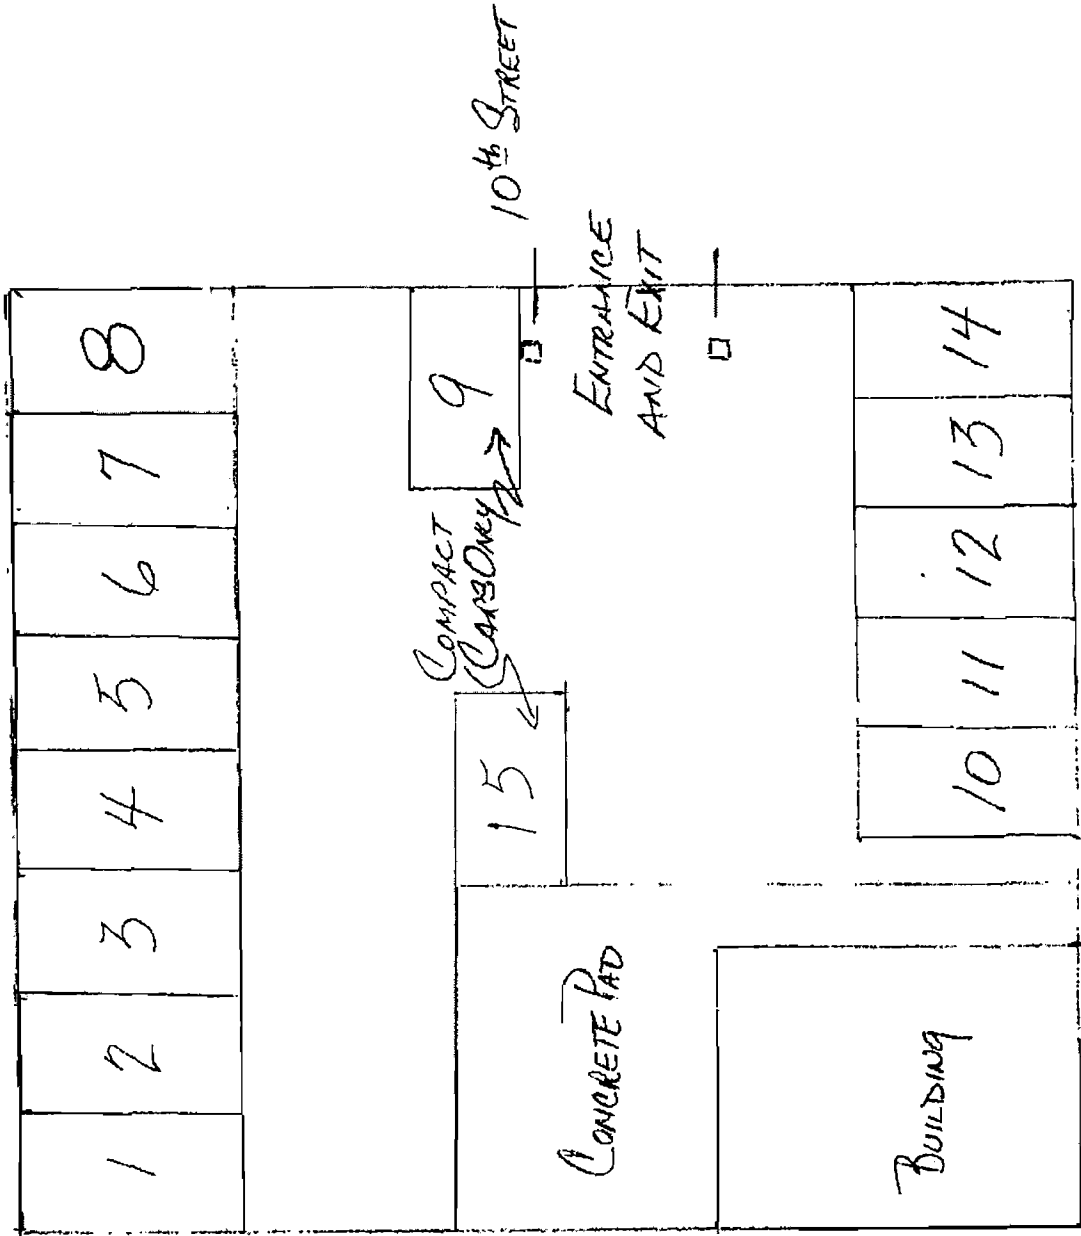 1
2
3
4
5
6
7
8
10th STREET
9
COMPACT
CARS ONLY
15
ENTRANCE
AND EXIT
CONCRETE PAD
BUILDING
10
11
12
13
14